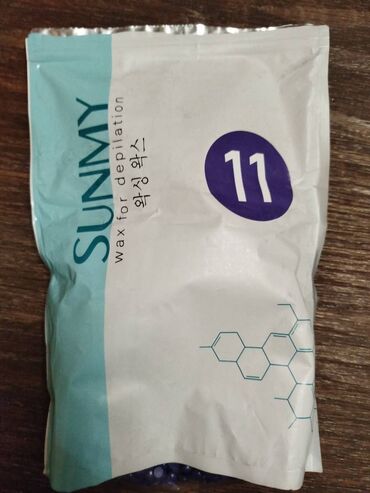 SUNMY
wax for depilation
왁싱 왁스
11